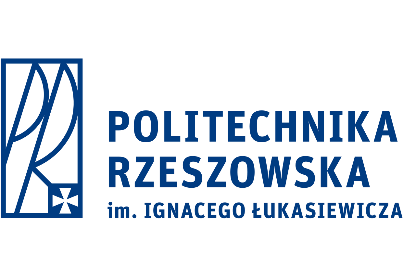 POLITECHNIKA
RZESZOWSKA
im. IGNACEGO ŁUKASIEWICZA